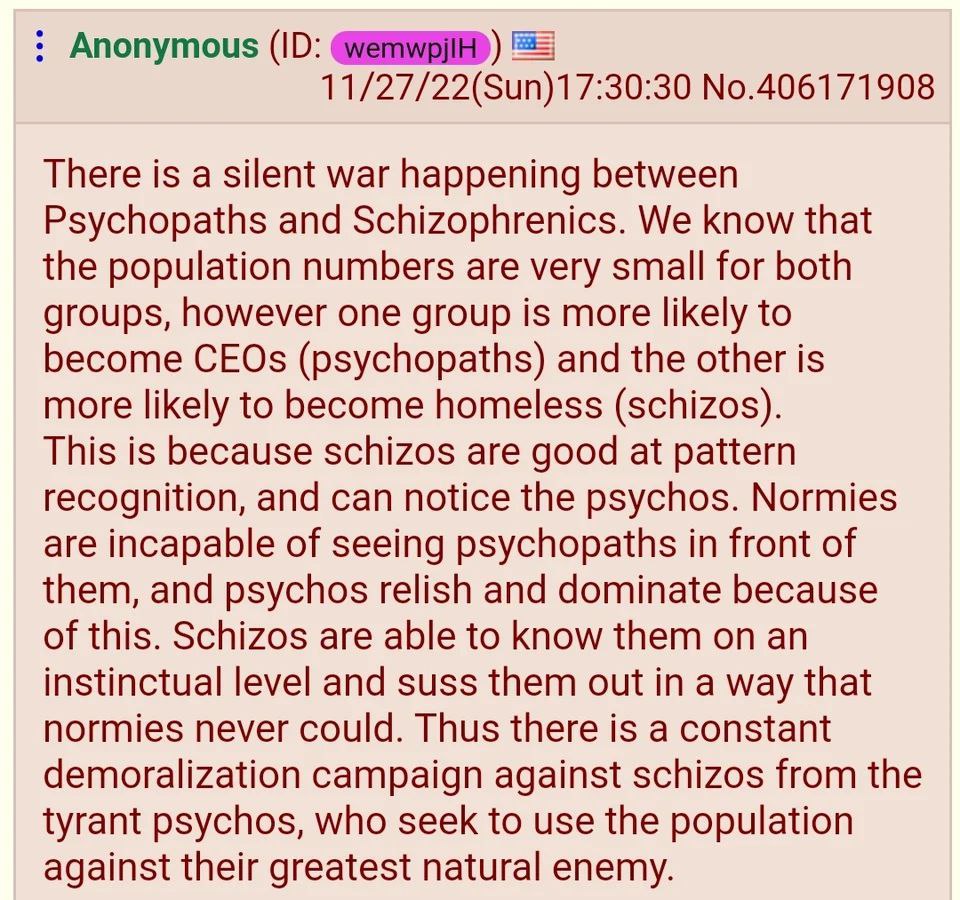 Anonymous (ID: wemwpjIH)
11/27/22(Sun)17:30:30 No.406171908
There is a silent war happening between
Psychopaths and Schizophrenics. We know that
the population numbers are very small for both
groups, however one group is more likely to
become CEOs (psychopaths) and the other is
more likely to become homeless (schizos).
This is because schizos are good at pattern
recognition, and can notice the psychos. Normies
are incapable of seeing psychopaths in front of
them, and psychos relish and dominate because
of this. Schizos are able to know them on an
instinctual level and suss them out in a way that
normies never could. Thus there is a constant
demoralization campaign against schizos from the
tyrant psychos, who seek to use the population
against their greatest natural enemy.